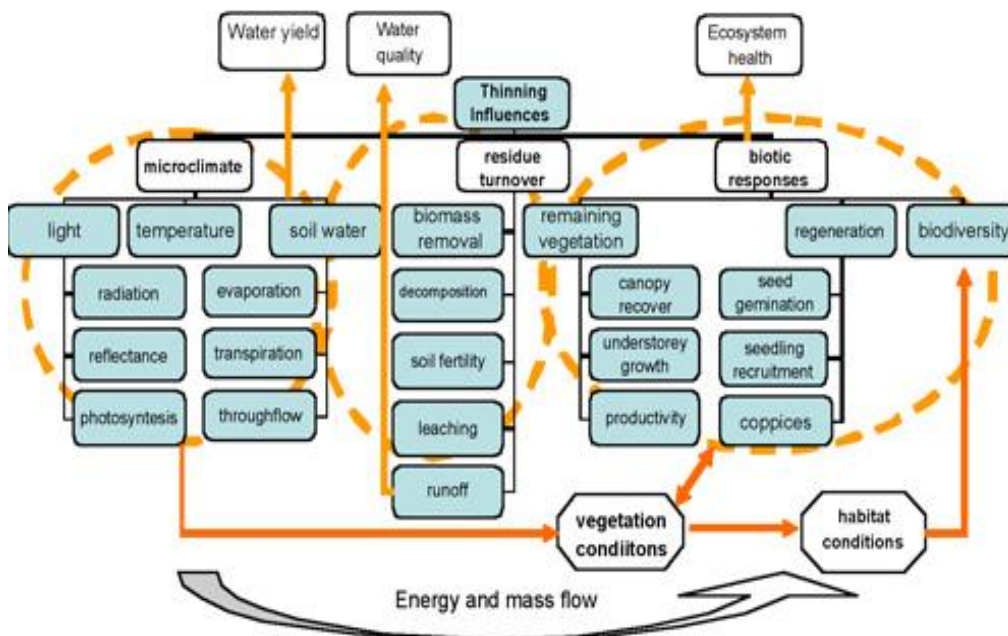 Water yield
Water
quality
Ecosystem
health
Thinning
Influences
microclimate
residue
turnover
biotic
responses
light
temperature
soil water
biomass
removal
remaining
vegetation
regeneration
biodiversity
radiation
evaporation
decomposition
canopy
recover
seed
gemination
reflectance
transpiration
soil fertility
understorey
growth
seedling
recruitment
photosyntesis
throughflow
leaching
productivity
coppices
runoff
vegetation
condiitons
habitat
conditions
Energy and mass flow